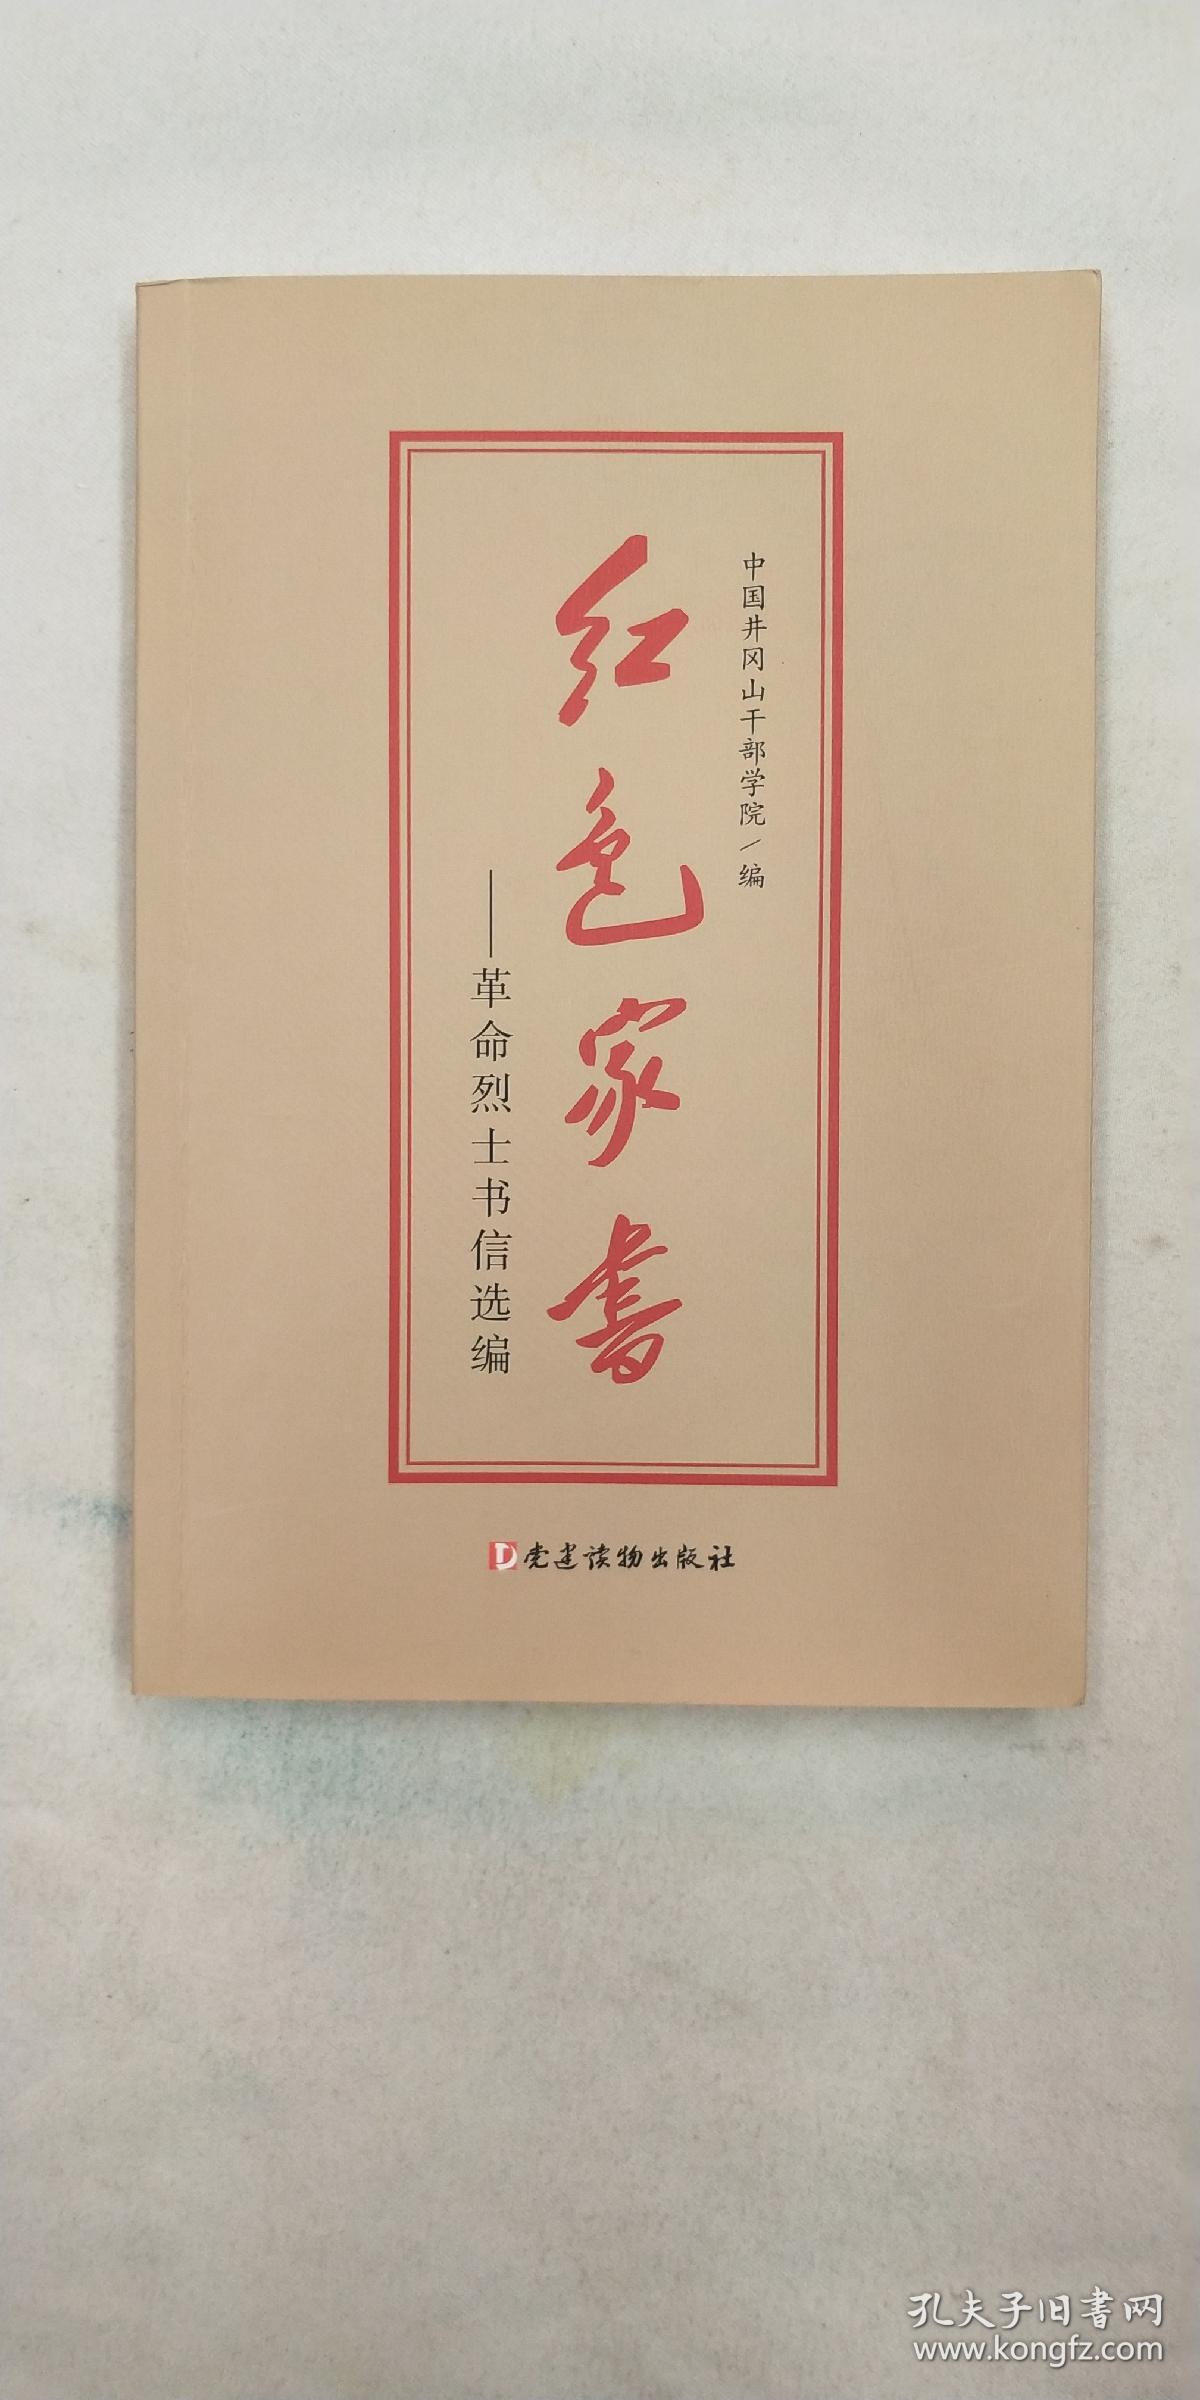 中国井冈山干部学院/编
红色家书
——革命烈士书信选编
党建读物出版社
孔夫子旧书网
www.kongfz.com